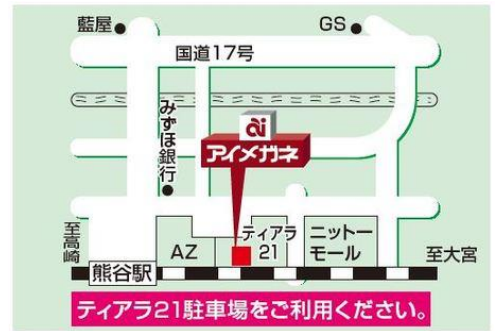 藍屋
GS
国道17号
みずほ銀行
ai
アイメガネ
至高崎
熊谷駅
AZ
ティアラ
21
ニットー
モール
至大宮
ティアラ21駐車場をご利用ください。